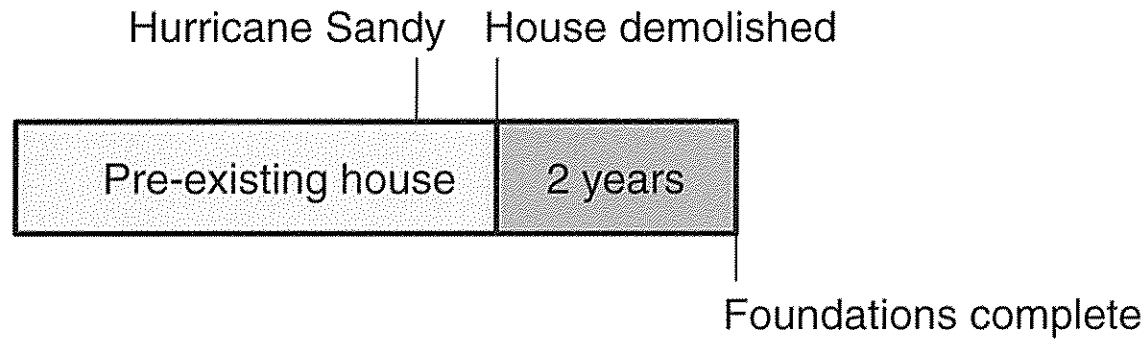 Hurricane Sandy House demolished
Pre-existing house 2 years
Foundations complete